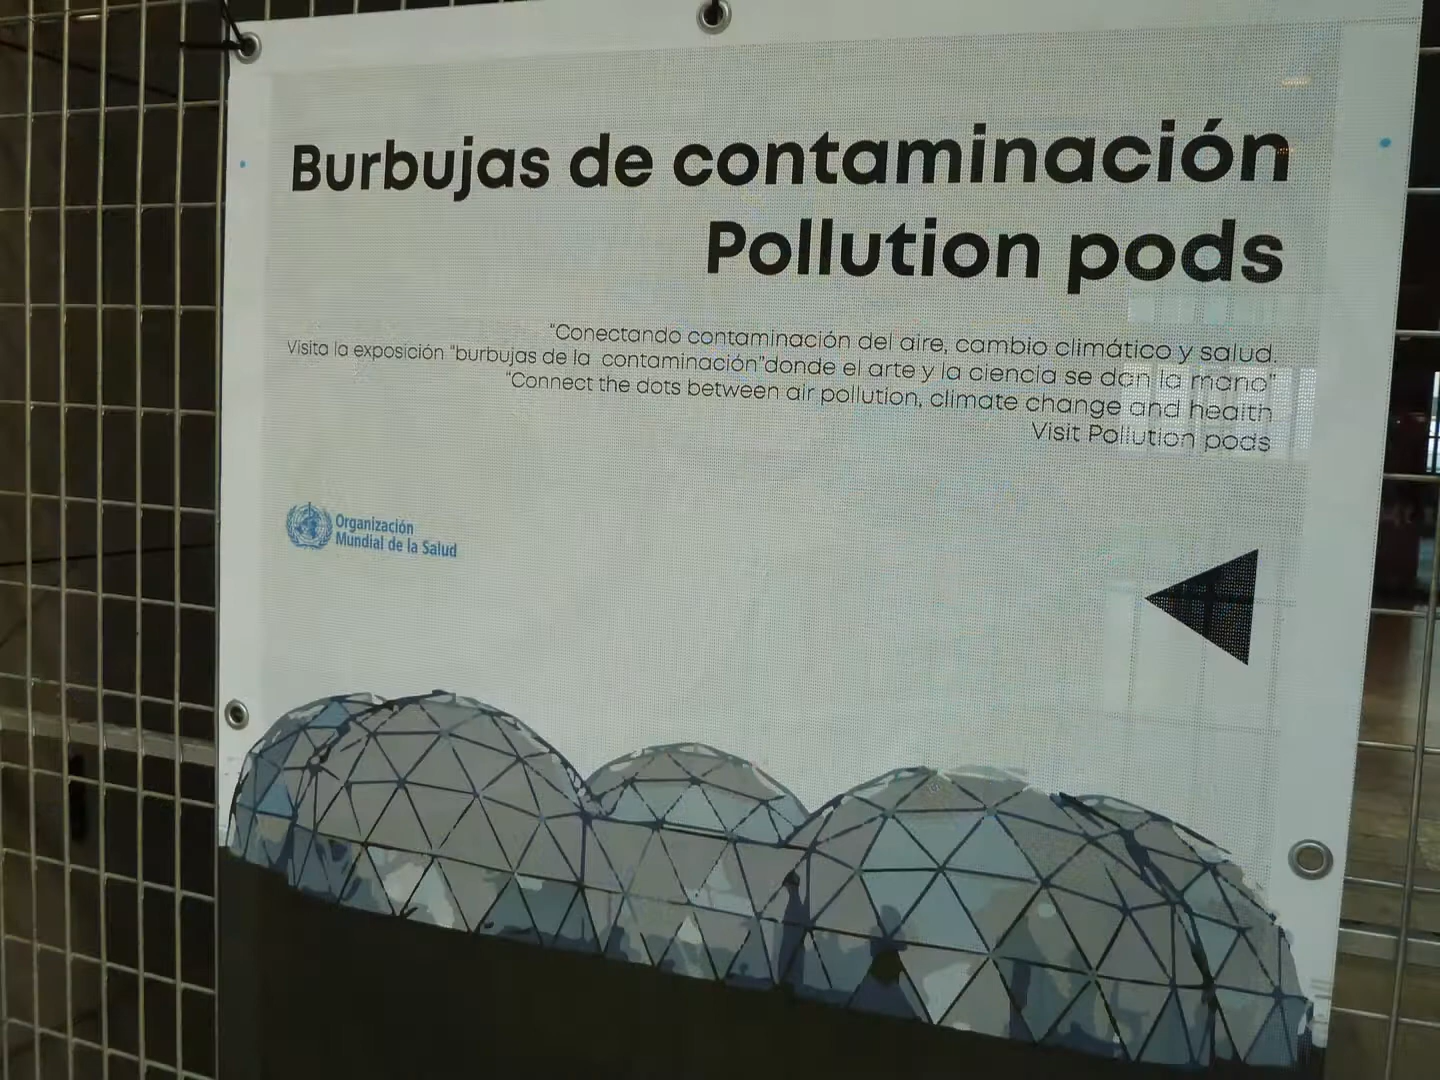 Burbujas de contaminación
Pollution pods
“Conectando contaminación del aire, cambio climático y salud.
Visita la exposición “burbujas de la contaminación”donde el arte y la ciencia se dan la mano”
“Connect the dots between air pollution, climate change and health
Visit Pollution pods
Organización
Mundial de la Salud